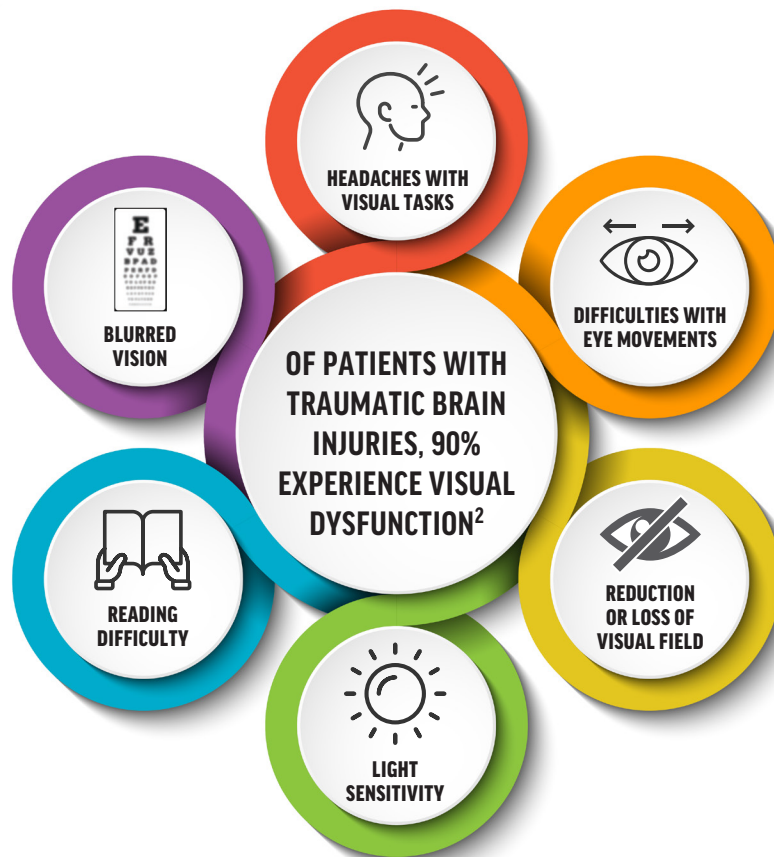 HEADACHES WITH
VISUAL TASKS
BLURRED
VISION
DIFFICULTIES WITH
EYE MOVEMENTS
OF PATIENTS WITH
TRAUMATIC BRAIN
INJURIES, 90%
EXPERIENCE VISUAL
DYSFUNCTION²
READING
DIFFICULTY
REDUCTION
OR LOSS OF
VISUAL FIELD
LIGHT
SENSITIVITY
E
F R
V U Z
B P A D